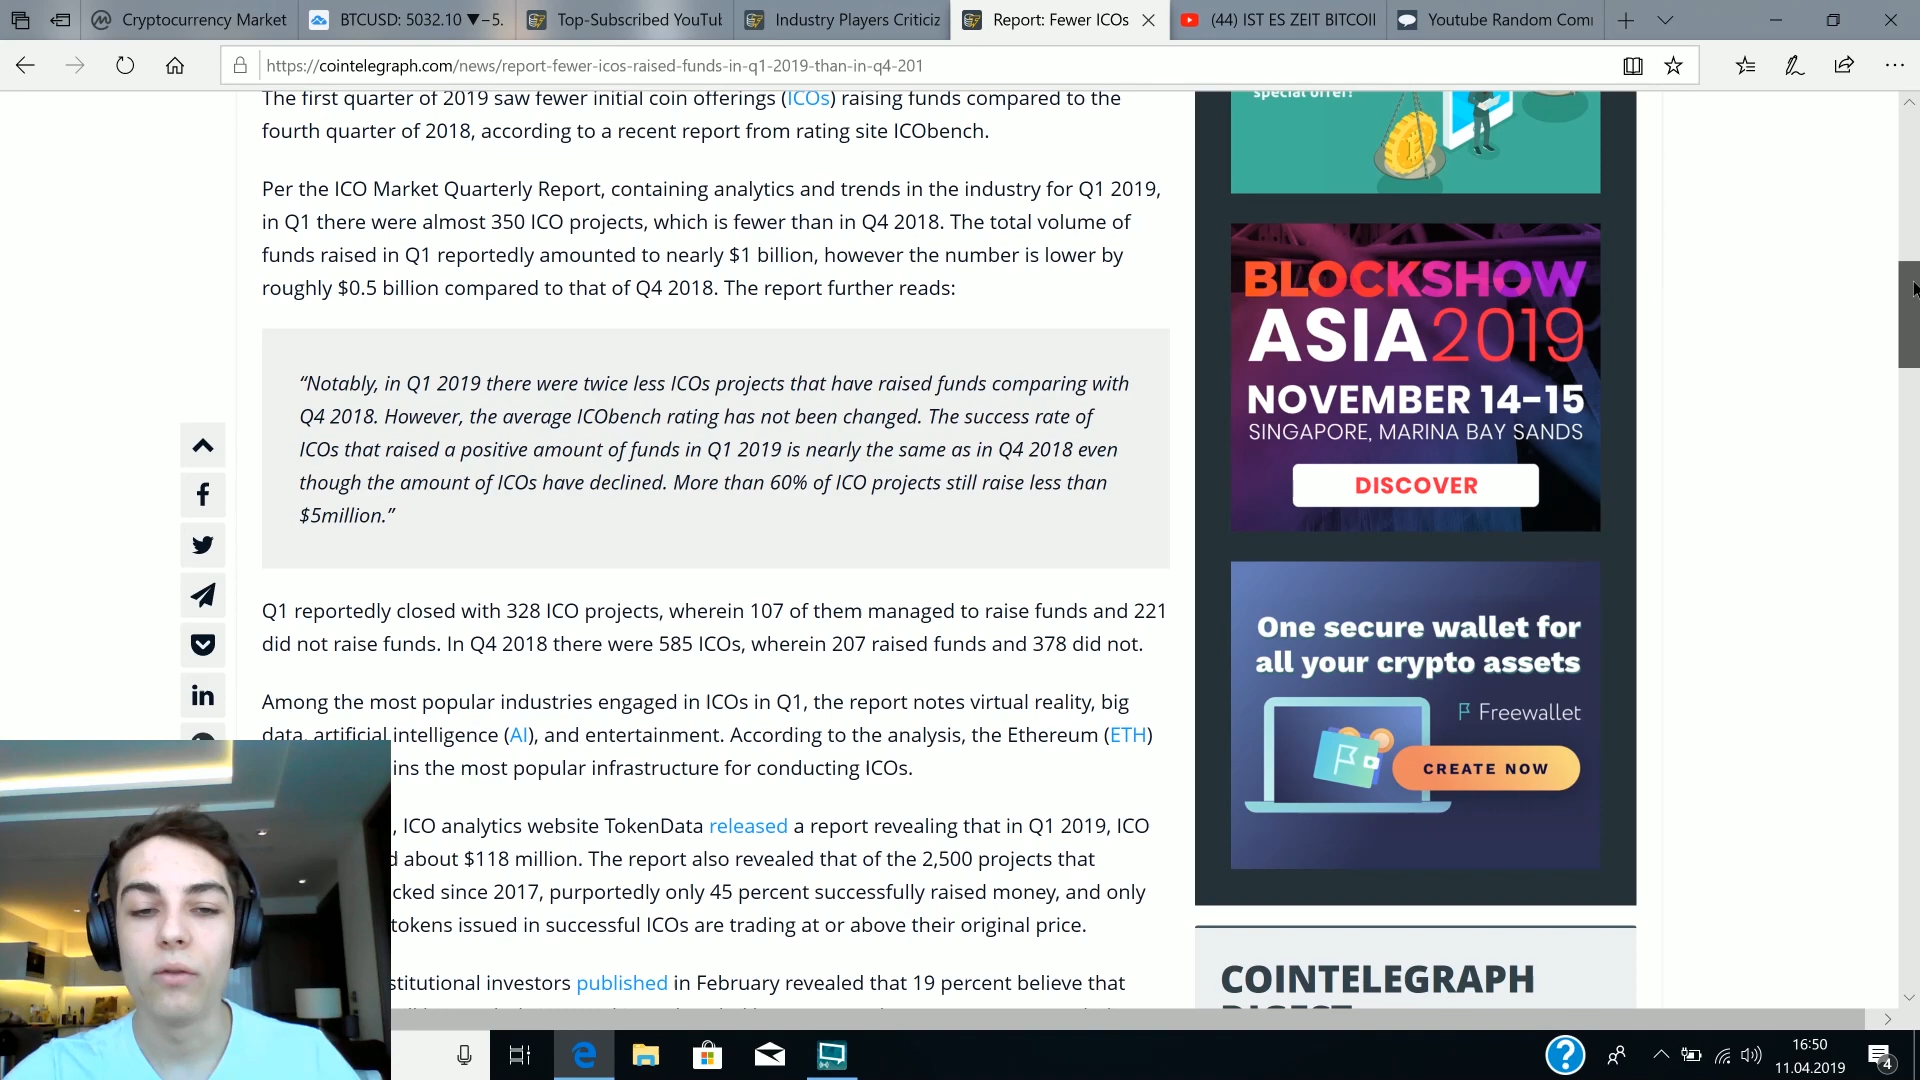 Cryptocurrency Market
BTCUSD: 5032.10 ▼−5.
Top-Subscribed YouTul
Industry Players Criticiz
Report: Fewer ICOs
(44) IST ES ZEIT BITCOII
Youtube Random Com
https://cointelegraph.com/news/report-fewer-icos-raised-funds-in-q1-2019-than-in-q4-201
The first quarter of 2019 saw fewer initial coin offerings (ICOs) raising funds compared to the
fourth quarter of 2018, according to a recent report from rating site ICObench.
Per the ICO Market Quarterly Report, containing analytics and trends in the industry for Q1 2019,
in Q1 there were almost 350 ICO projects, which is fewer than in Q4 2018. The total volume of
funds raised in Q1 reportedly amounted to nearly $1 billion, however the number is lower by
roughly $0.5 billion compared to that of Q4 2018. The report further reads:
“Notably, in Q1 2019 there were twice less ICOs projects that have raised funds comparing with
Q4 2018. However, the average ICObench rating has not been changed. The success rate of
ICOs that raised a positive amount of funds in Q1 2019 is nearly the same as in Q4 2018 even
though the amount of ICOs have declined. More than 60% of ICO projects still raise less than
$5million.”
Q1 reportedly closed with 328 ICO projects, wherein 107 of them managed to raise funds and 221
did not raise funds. In Q4 2018 there were 585 ICOs, wherein 207 raised funds and 378 did not.
Among the most popular industries engaged in ICOs in Q1, the report notes virtual reality, big
data, artificial intelligence (AI), and entertainment. According to the analysis, the Ethereum (ETH)
ins the most popular infrastructure for conducting ICOs.
, ICO analytics website TokenData released a report revealing that in Q1 2019, ICO
d about $118 million. The report also revealed that of the 2,500 projects that
cked since 2017, purportedly only 45 percent successfully raised money, and only
tokens issued in successful ICOs are trading at or above their original price.
stitutional investors published in February revealed that 19 percent believe that
special offer!
BLOCKSHOW
ASIA2019
NOVEMBER 14-15
SINGAPORE, MARINA BAY SANDS
DISCOVER
One secure wallet for
all your crypto assets
Freewallet
CREATE NOW
COINTELEGRAPH
DIGEST
16:50
11.04.2019
4